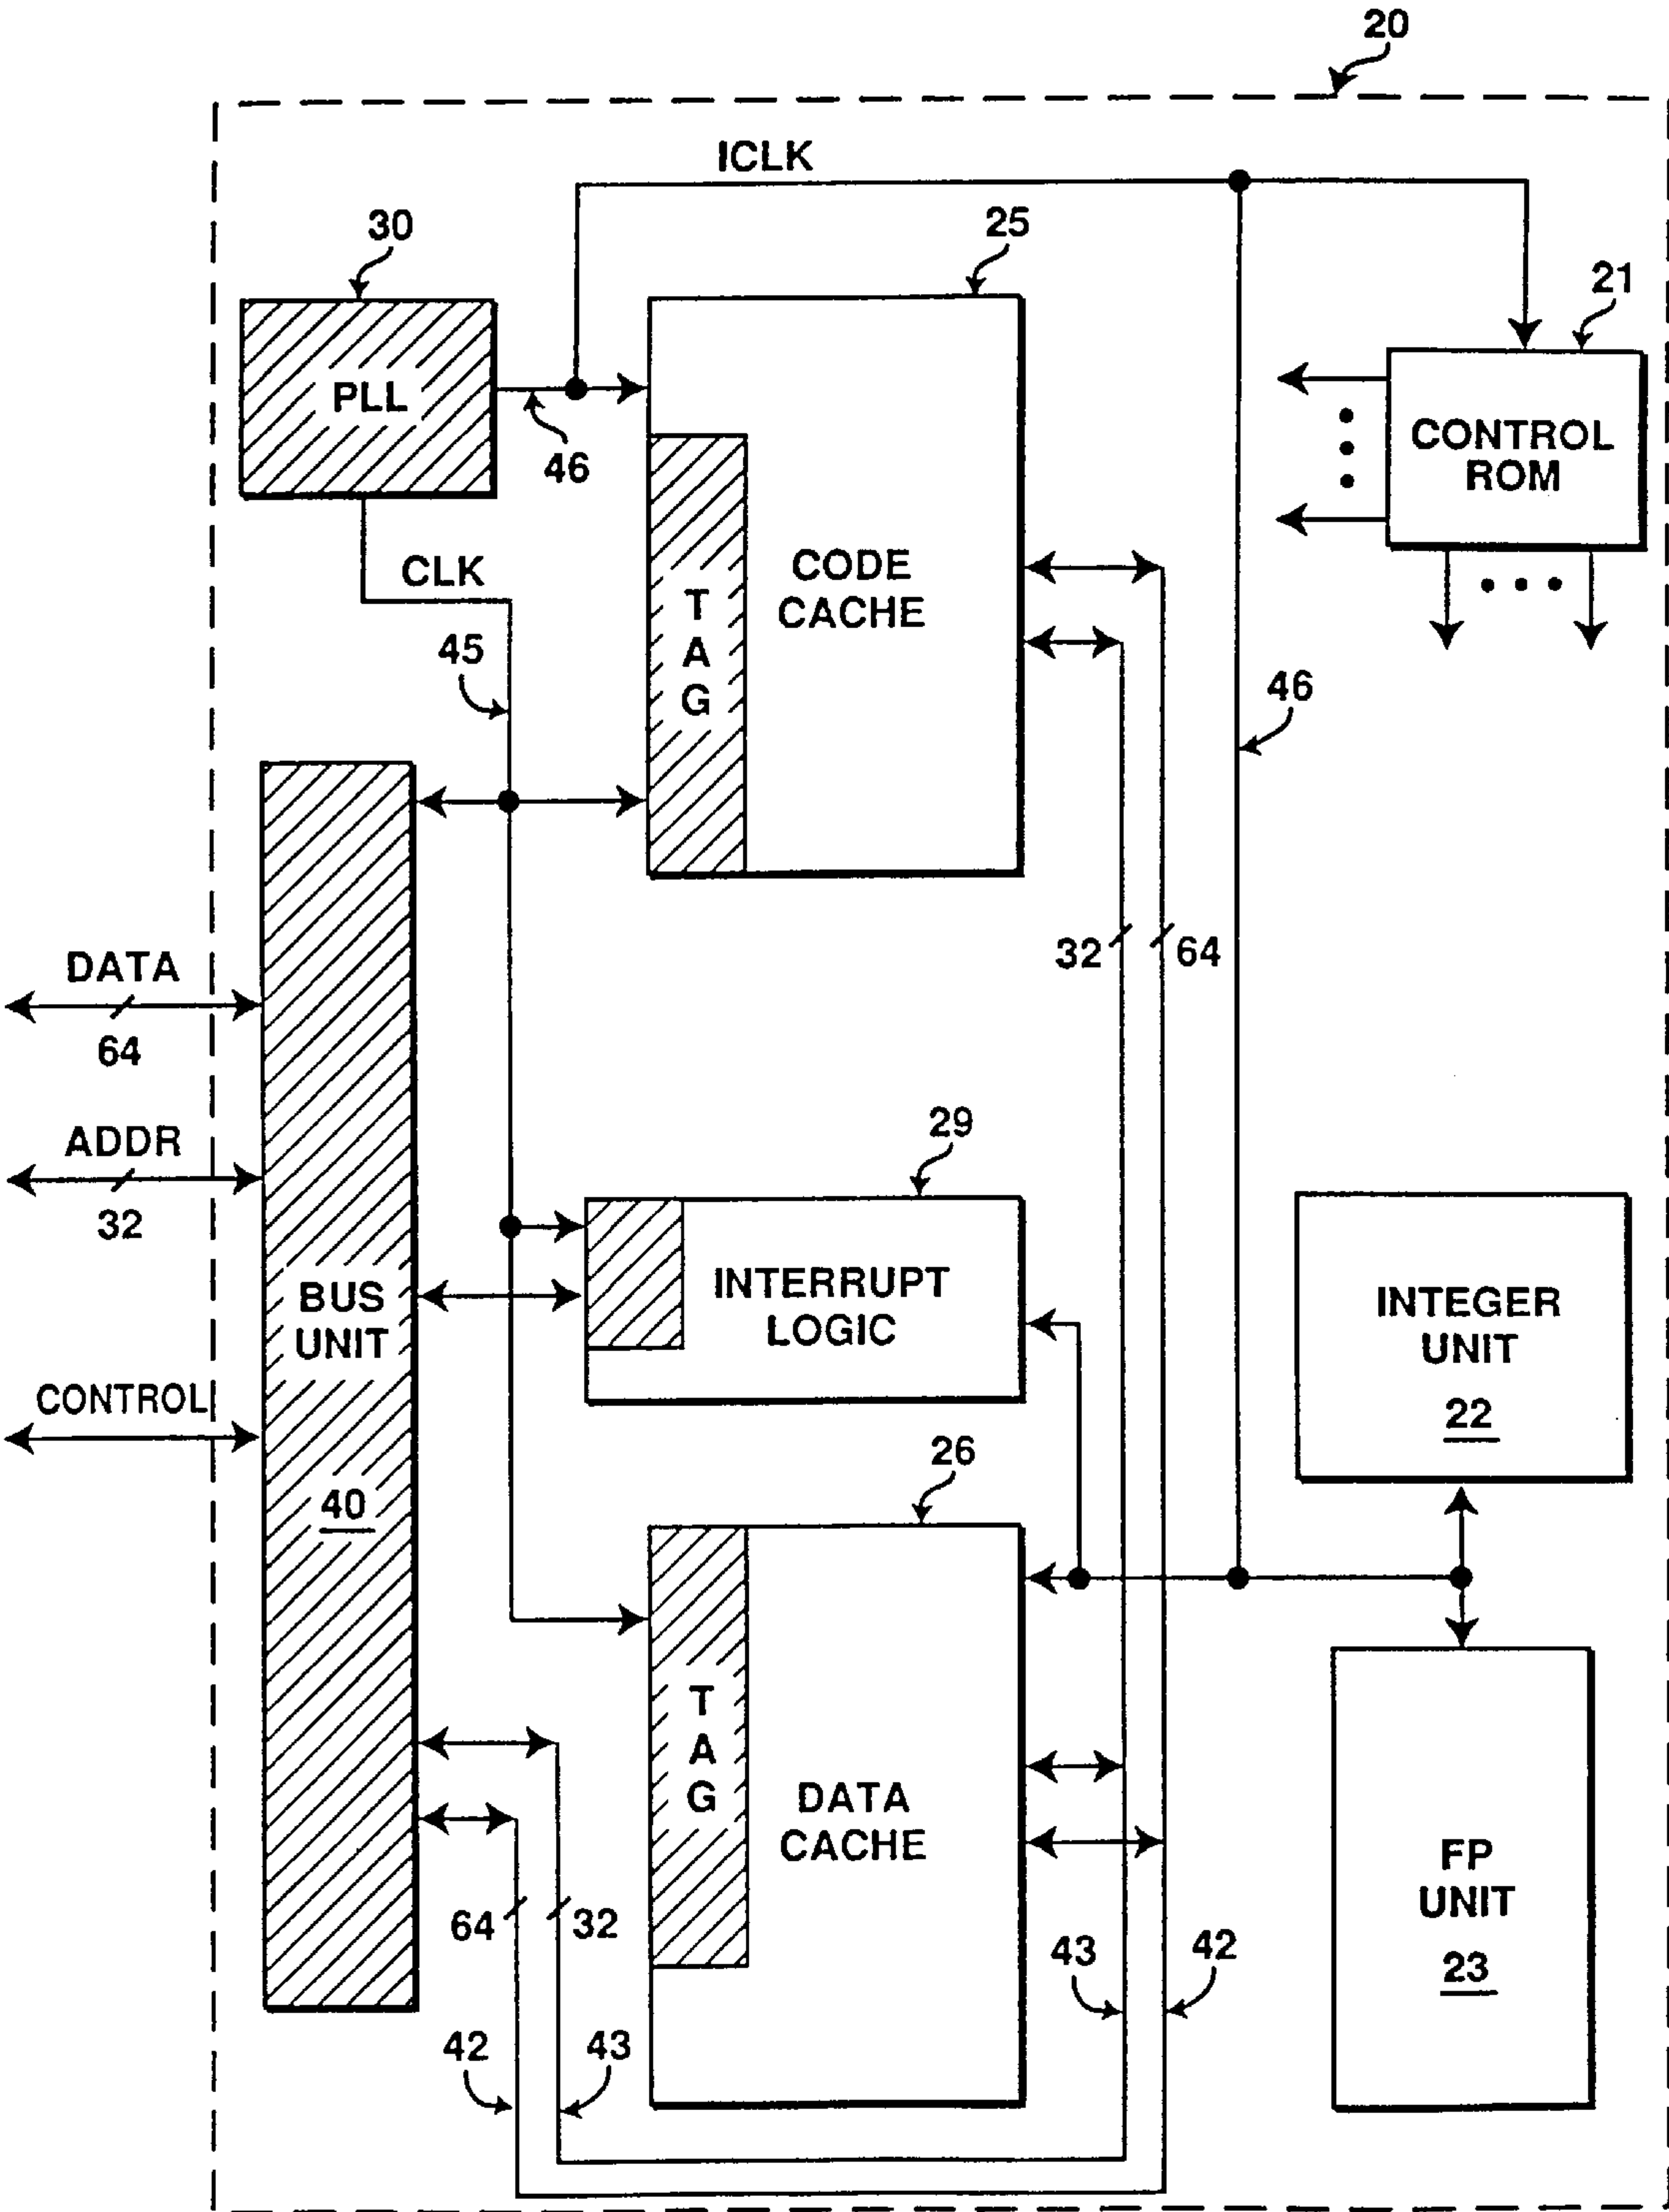 20
ICLK
30
25
21
PLL
46
CONTROL
ROM
CLK
CODE
CACHE
T
A
G
45
46
32
64
DATA
64
ADDR
32
29
BUS
UNIT
INTERRUPT
LOGIC
INTEGER
UNIT
22
CONTROL
40
26
T
A
G
DATA
CACHE
FP
UNIT
23
64
32
43
42
42
43